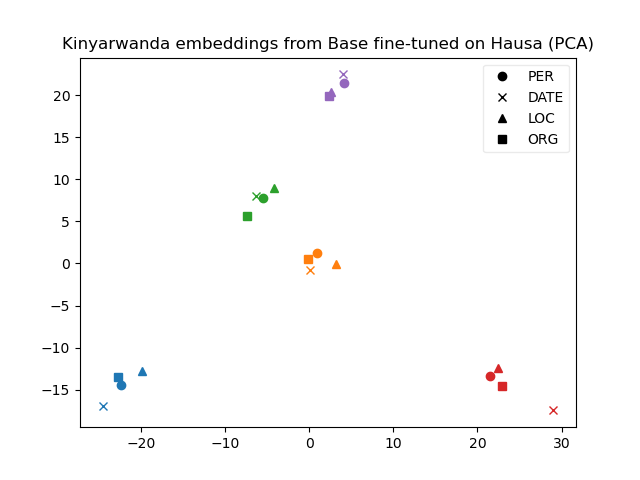 Kinyarwanda embeddings from Base fine-tuned on Hausa (PCA)
PER
DATE
LOC
ORG
20
15
10
5
0
−5
−10
−15
−20
−10
0
10
20
30